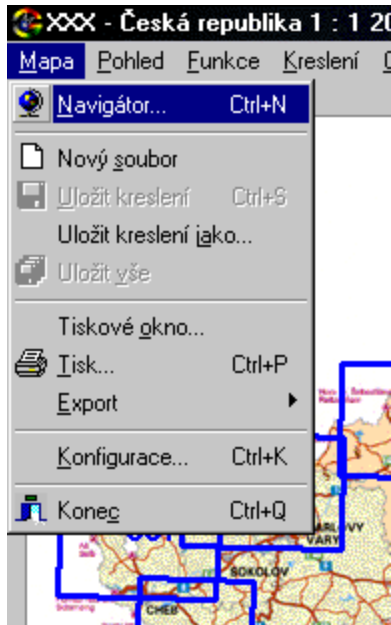 XXX - Česká republika 1 : 1 20
Mapa Pohled Funkce Kreslení
Navigátor... Ctrl+N
Nový soubor
Uložit kreslení Ctrl+S
Uložit kreslení jako...
Uložit vše
Tiskové okno...
Tisk... Ctrl+P
Export
Konfigurace... Ctrl+K
Konec Ctrl+Q
VARY
SOKOLOV
CHEB